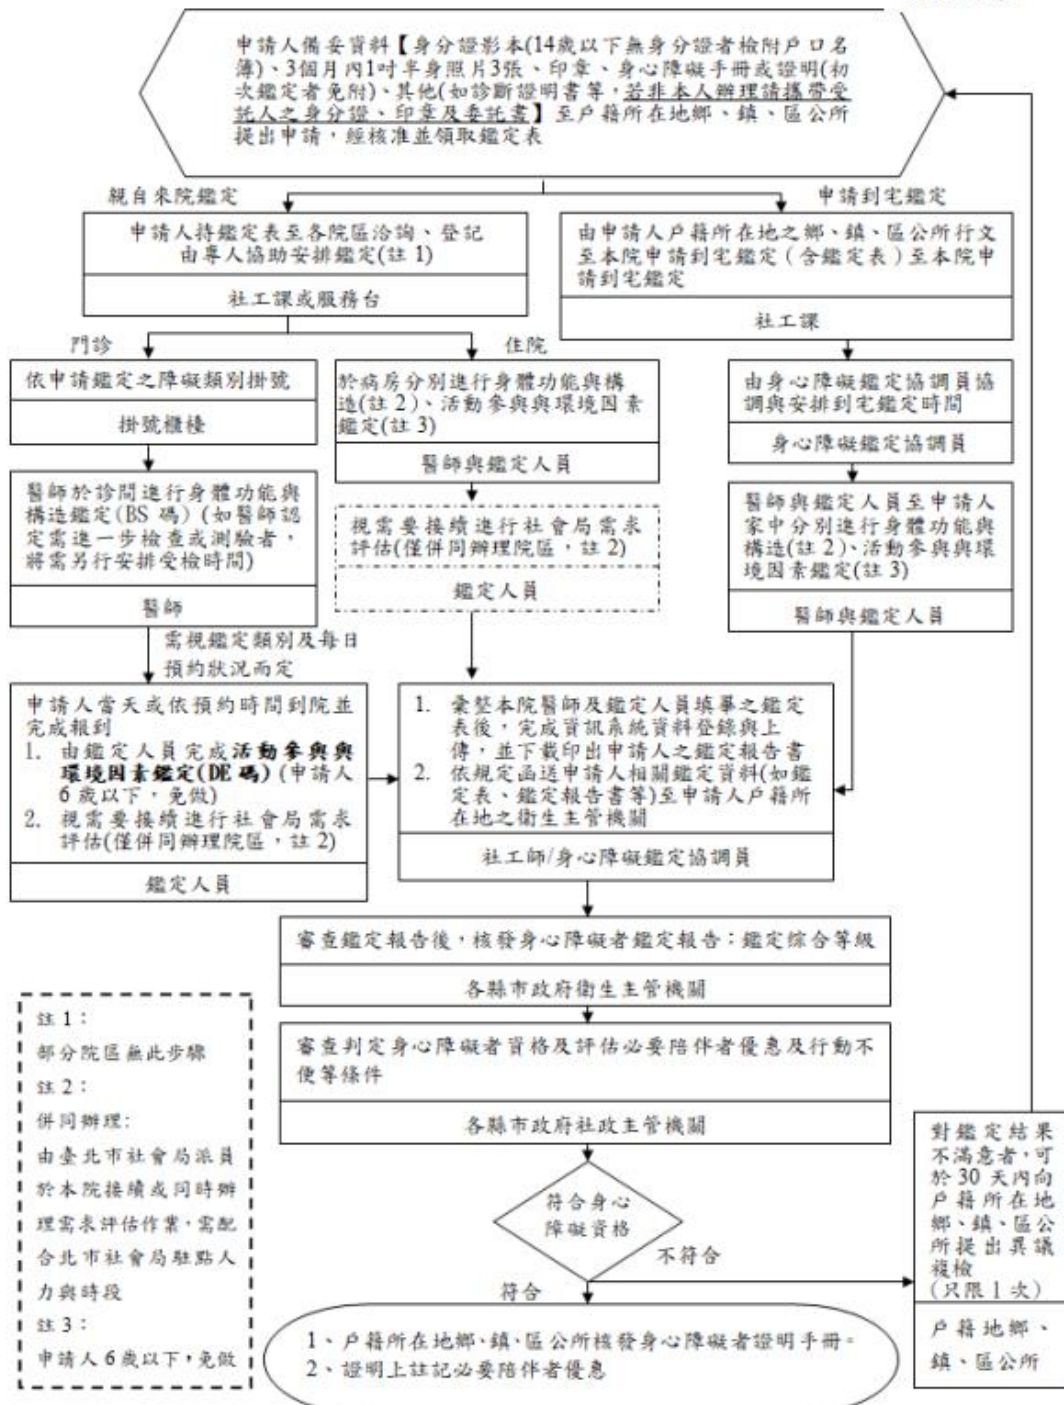 申請人備妥資料【身分證影本(14歲以下無身分證者檢附戶口名
簿)、3個月內1吋半身照片3張、印章、身心障礙手冊或證明(初
次鑑定者免附)、其他(如診斷證明書等，若非本人辦理請攜帶受
託人之身分證、印章及委託書】至戶籍所在地鄉、鎮、區公所
提出申請，經核准並領取鑑定表
親自來院鑑定
申請到宅鑑定
申請人持鑑定表至各院區洽詢、登記
由專人協助安排鑑定(註 1)
社工課或服務台
由申請人戶籍所在地之鄉、鎮、區公所行文
至本院申請到宅鑑定（含鑑定表）至本院申
請到宅鑑定
社工課
門診
住院
依申請鑑定之障礙類別掛號
掛號櫃檯
於病房分別進行身體功能與構
造(註 2)、活動參與與環境因素
鑑定(註 3)
醫師與鑑定人員
由身心障礙鑑定協調員協
調與安排到宅鑑定時間
身心障礙鑑定協調員
醫師於診間進行身體功能與
構造鑑定(BS 碼) (如醫師認
定需進一步檢查或測驗者，
將需另行安排受檢時間)
醫師
視需要接續進行社會局需求
評估(僅併同辦理院區，註 2)
鑑定人員
醫師與鑑定人員至申請人
家中分別進行身體功能與
構造(註 2)、活動參與與環
境因素鑑定(註 3)
醫師與鑑定人員
需視鑑定類別及每日
預約狀況而定
申請人當天或依預約時間到院並
完成報到
1. 由鑑定人員完成活動參與與
環境因素鑑定(DE 碼) (申請人
6 歲以下，免做)
2. 視需要接續進行社會局需求
評估(僅併同辦理院區，註 2)
鑑定人員
1. 彙整本院醫師及鑑定人員填畢之鑑定
表後，完成資訊系統資料登錄與上
傳，並下載印出申請人之鑑定報告書
2. 依規定函送申請人相關鑑定資料(如鑑
定表、鑑定報告書等)至申請人戶籍所
在地之衛生主管機關
社工師/身心障礙鑑定協調員
審查鑑定報告後，核發身心障礙者鑑定報告：鑑定綜合等級
各縣市政府衛生主管機關
審查判定身心障礙者資格及評估必要陪伴者優惠及行動不
便等條件
各縣市政府社政主管機關
符合身心
障礙資格
不符合
符合
1、戶籍所在地鄉、鎮、區公所核發身心障礙者證明手冊。
2、證明上註記必要陪伴者優惠
對鑑定結果
不滿意者，可
於 30 天內向
戶籍所在地
鄉、鎮、區公
所提出異議
複檢
（只限 1 次）
戶籍地鄉、
鎮、區公所
註 1：
部分院區無此步驟
註 2：
併同辦理：
由臺北市社會局派員
於本院接續或同時辦
理需求評估作業，需配
合北市社會局駐點人
力與時段
註 3：
申請人 6 歲以下，免做